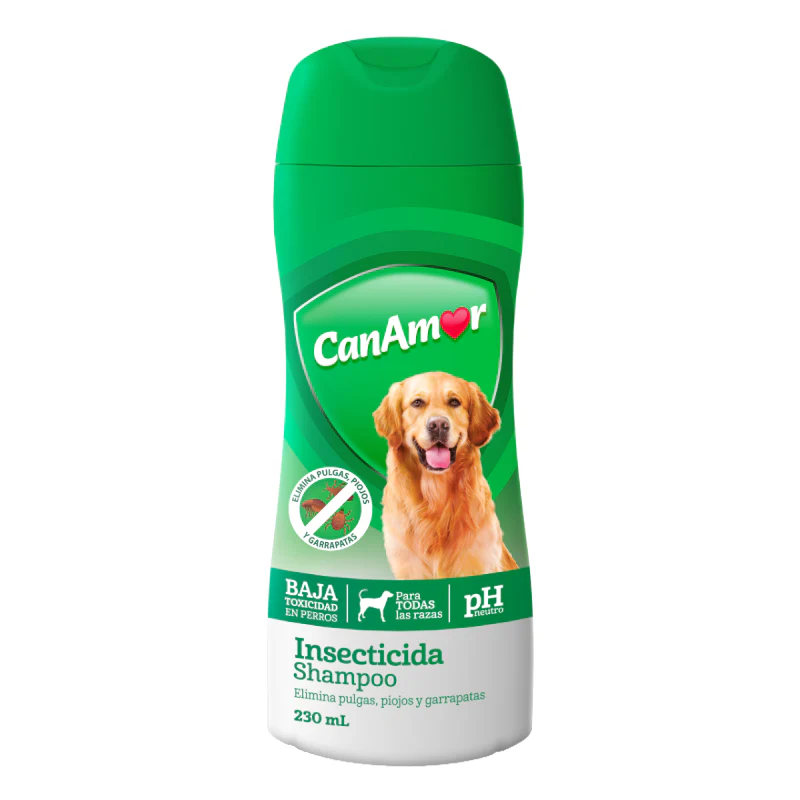 CanAmor
ELIMINA PULGAS, PIOJOS
Y GARRAPATAS
BAJA
TOXICIDAD
EN PERROS
Para
TODAS
las razas
pH
neutro
Insecticida
Shampoo
Elimina pulgas, piojos y garrapatas
230 mL